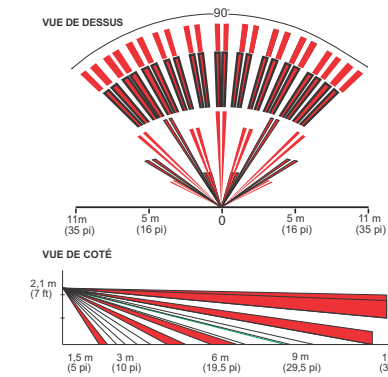 VUE DE DESSUS
90°
11m 5 m 0 5 m 11 m
(35 pi) (16 pi) (16 pi) (35 pi)
VUE DE COTÉ
2,1 m
(7 ft)
1,5 m 3 m 6 m 9 m 1
(5 pi) (10 pi) (19,5 pi) (29,5 pi) (3